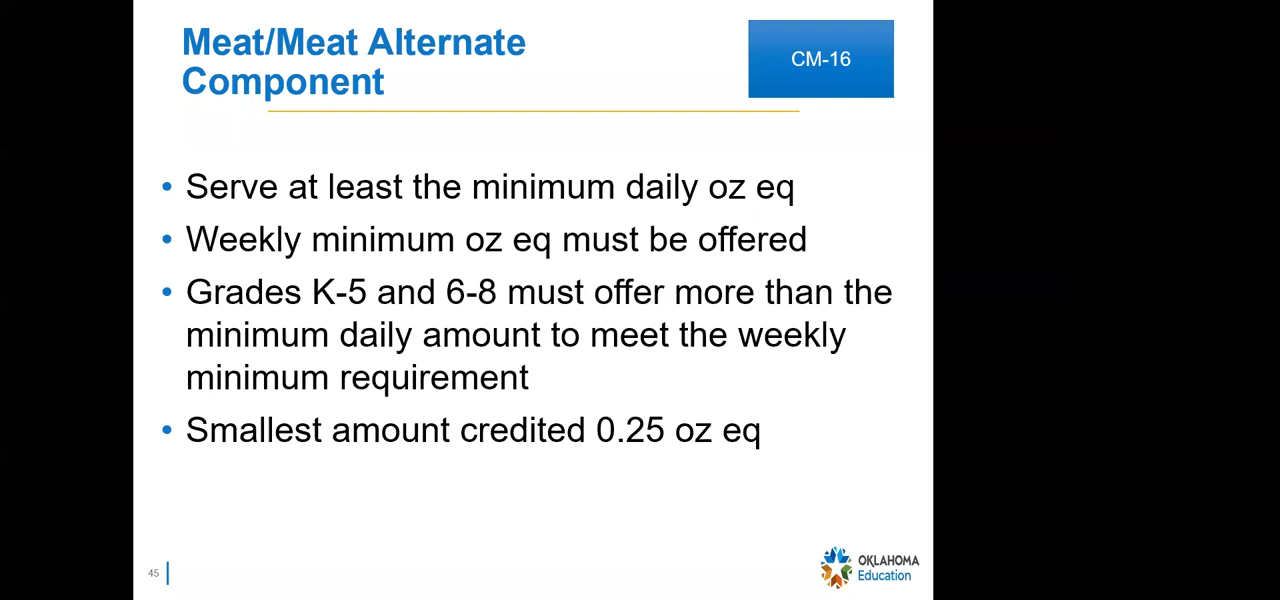 Meat/Meat Alternate
Component
CM-16
• Serve at least the minimum daily oz eq
• Weekly minimum oz eq must be offered
• Grades K-5 and 6-8 must offer more than the
minimum daily amount to meet the weekly
minimum requirement
• Smallest amount credited 0.25 oz eq
45
OKLAHOMA
Education